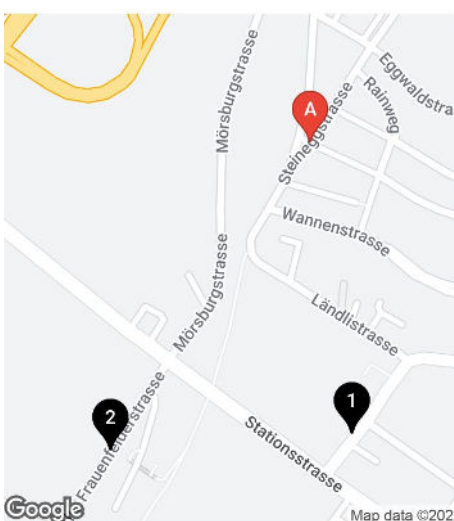 Eggwaldstra
Rainweg
Mörsburgstrasse
A
Steineggstrasse
Wannenstrasse
Ländlistrasse
Mörsburgstrasse
1
2
Frauenfelderstrasse
Stationsstrasse
Google
Map data ©202